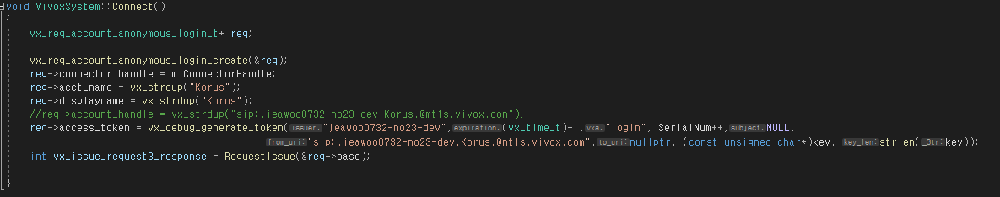 void VivoxSystem::Connect()
{
vx_req_account_anonymous_login_t* req;
vx_req_account_anonymous_login_create(&req);
req->connector_handle = m_ConnectorHandle;
req->acct_name = vx_strdup("Korus");
req->displayname = vx_strdup("Korus");
//req->account_handle = vx_strdup("sip:.jeawoo0732-no23-dev.Korus.@mt1s.vivox.com");
req->access_token = vx_debug_generate_token(issuer:"jeawoo0732-no23-dev",expiration:(vx_time_t)-1,vxa:"login", SerialNum++,subject:NULL,
from_uri:"sip:.jeawoo0732-no23-dev.Korus.@mt1s.vivox.com",to_uri:nullptr, (const unsigned char*)key, key_len:strlen(_Str:key));
int vx_issue_request3_response = RequestIssue(&req->base);
}